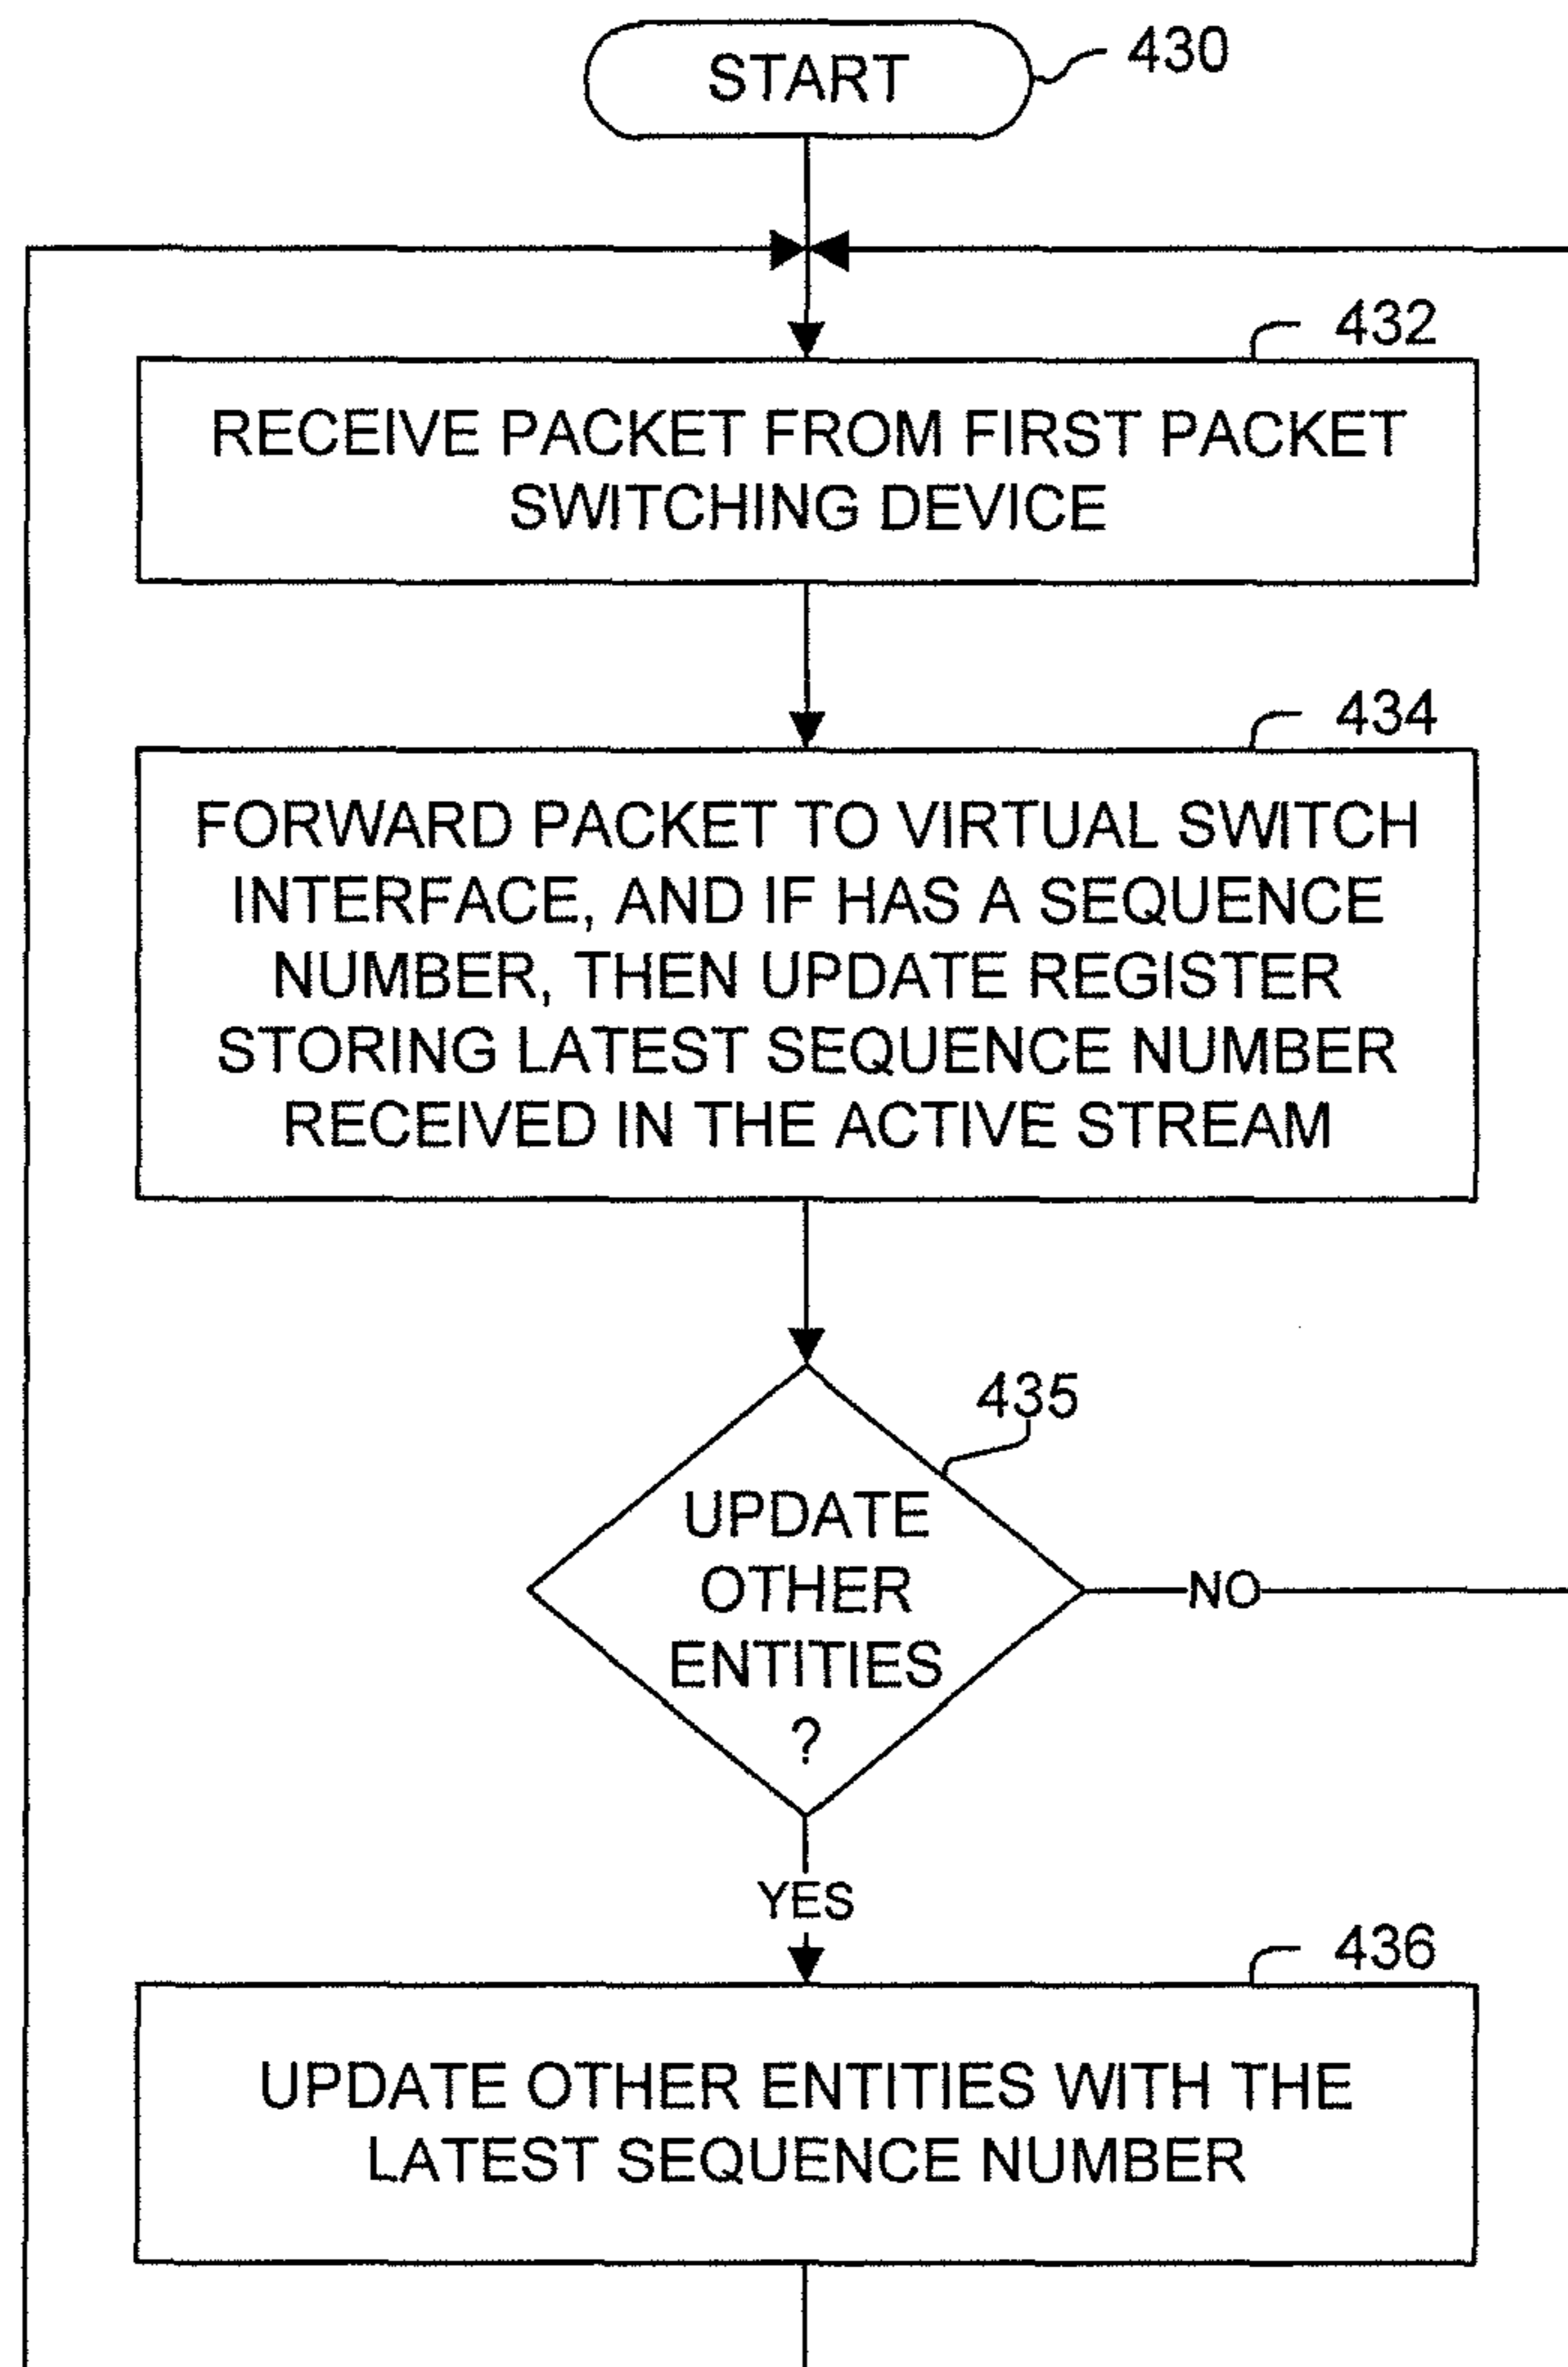 START
430
432
RECEIVE PACKET FROM FIRST PACKET
SWITCHING DEVICE
434
FORWARD PACKET TO VIRTUAL SWITCH
INTERFACE, AND IF HAS A SEQUENCE
NUMBER, THEN UPDATE REGISTER
STORING LATEST SEQUENCE NUMBER
RECEIVED IN THE ACTIVE STREAM
435
UPDATE
OTHER
ENTITIES
?
NO
YES
436
UPDATE OTHER ENTITIES WITH THE
LATEST SEQUENCE NUMBER